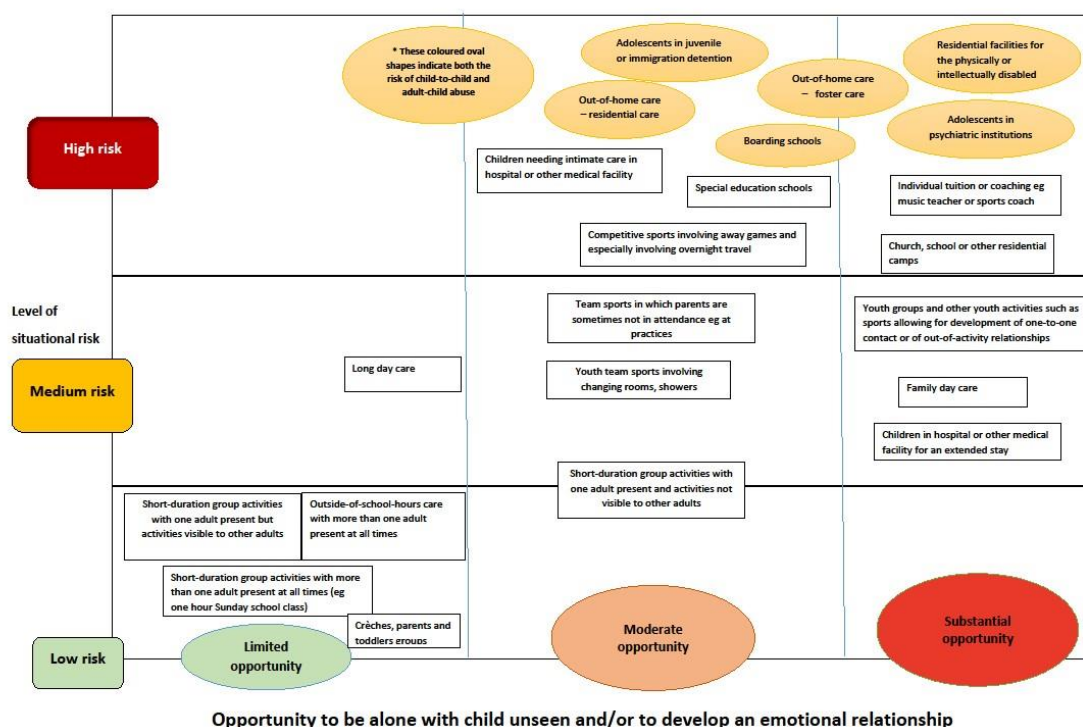 * These coloured oval
shapes indicate both the
risk of child-to-child and
adult-child abuse
Adolescents in juvenile
or immigration detention
Out-of-home care
– residential care
Out-of-home care
– foster care
Residential facilities for
the physically or
intellectually disabled
Adolescents in
psychiatric institutions
Boarding schools
High risk
Children needing intimate care in
hospital or other medical facility
Special education schools
Individual tuition or coaching eg
music teacher or sports coach
Competitive sports involving away games and
especially involving overnight travel
Church, school or other residential
camps
Level of
situational risk
Medium risk
Team sports in which parents are
sometimes not in attendance eg at
practices
Youth groups and other youth activities such as
sports allowing for development of one-to-one
contact or of out-of-activity relationships
Long day care
Youth team sports involving
changing rooms, showers
Family day care
Children in hospital or other medical
facility for an extended stay
Short-duration group activities with
one adult present and activities not
visible to other adults
Short-duration group activities
with one adult present but
activities visible to other adults
Outside-of-school-hours care
with more than one adult
present at all times
Short-duration group activities with more
than one adult present at all times (eg
one hour Sunday school class)
Crèches, parents and
toddlers groups
Low risk
Limited
opportunity
Moderate
opportunity
Substantial
opportunity
Opportunity to be alone with child unseen and/or to develop an emotional relationship